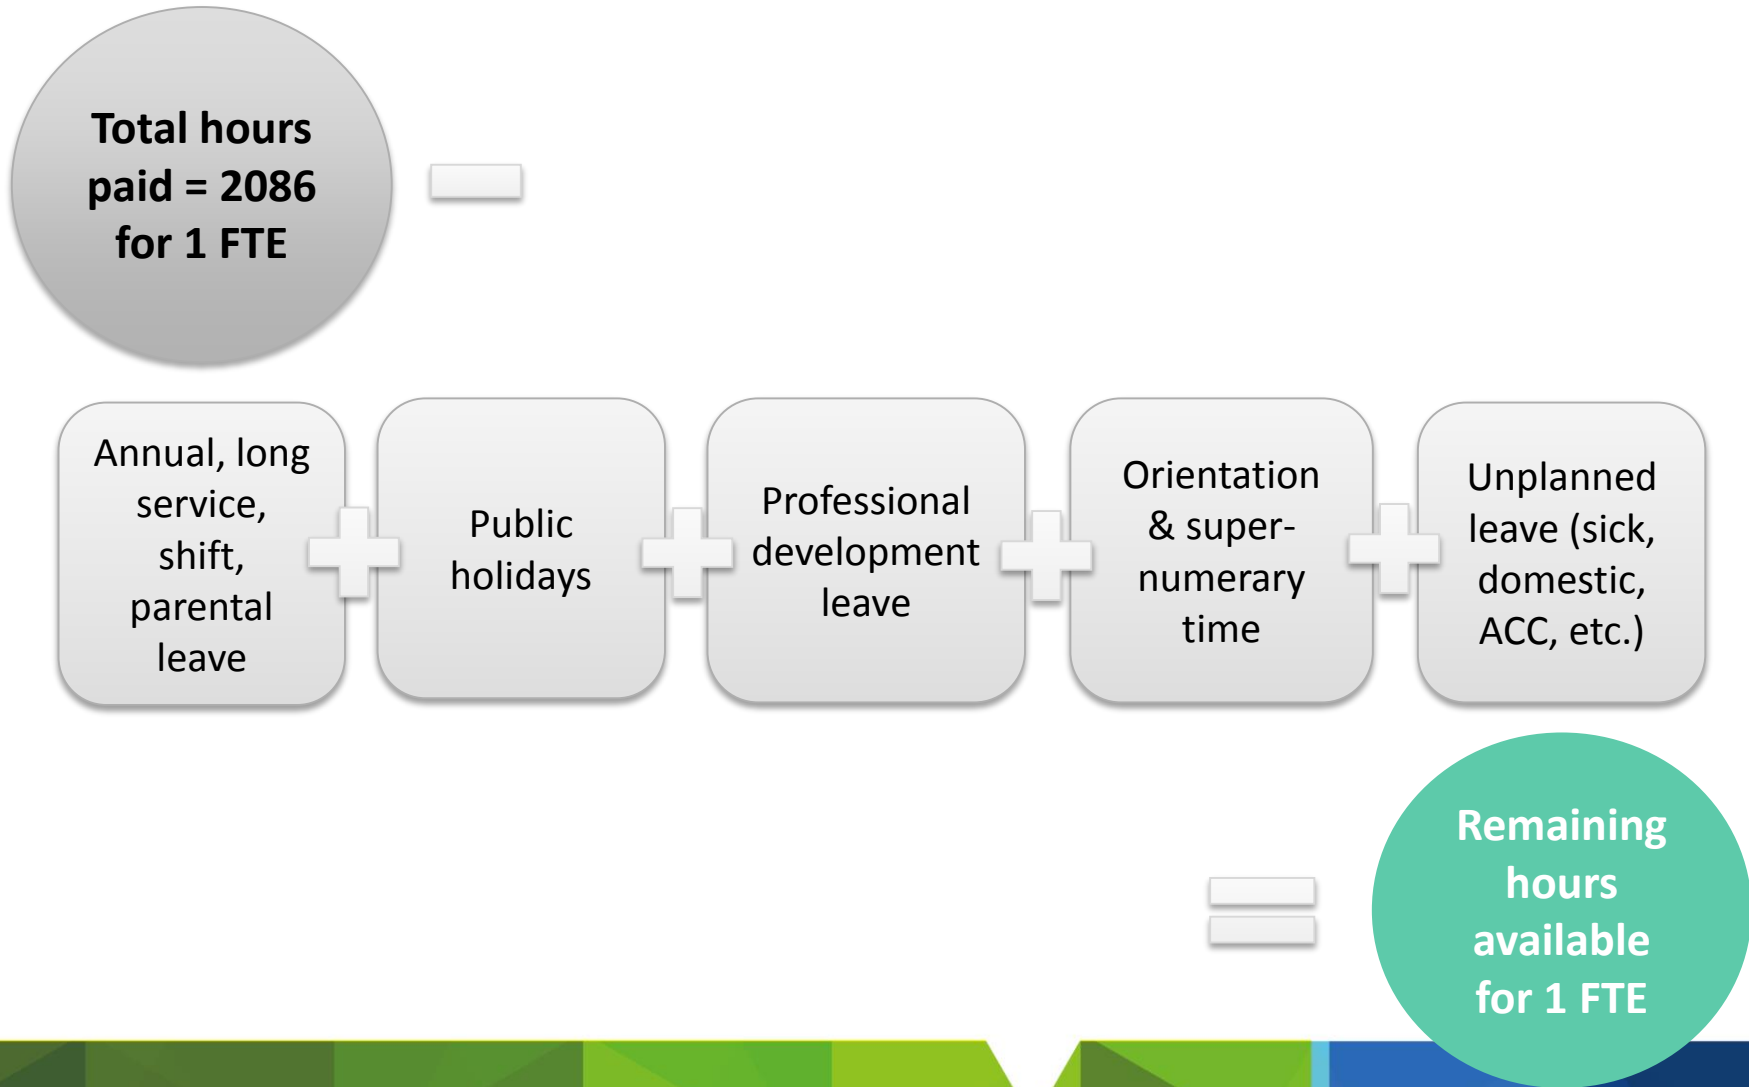 Total hours
paid = 2086
for 1 FTE
Annual, long
service,
shift,
parental
leave
Public
holidays
Professional
development
leave
Orientation
& super-
numerary
time
Unplanned
leave (sick,
domestic,
ACC, etc.)
Remaining
hours
available
for 1 FTE